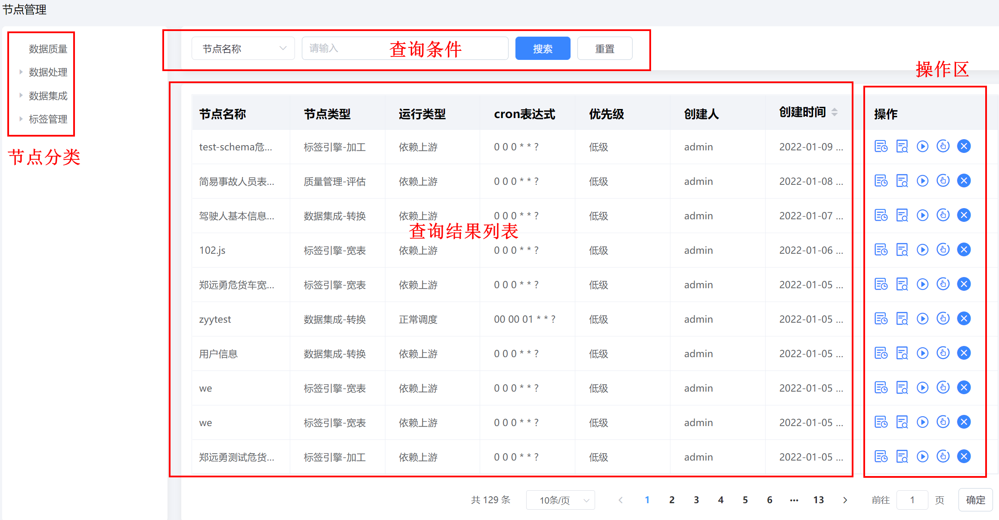 节点管理
数据质量
数据处理
数据集成
标签管理
节点分类
节点名称 请输入 查询条件 搜索 重置
操作区
节点名称 节点类型 运行类型 cron表达式 优先级 创建人 创建时间 操作
test-schema危... 标签引擎-加工 依赖上游 0 0 0 * * ? 低级 admin 2022-01-09 ...
简易事故人员表... 质量管理-评估 依赖上游 0 0 0 * * ? 低级 admin 2022-01-08 ...
驾驶人基本信息... 数据集成-转换 依赖上游 0 0 0 * * ? 低级 admin 2022-01-07 ...
查询结果列表
102.js 标签引擎-宽表 依赖上游 0 0 0 * * ? 低级 admin 2022-01-06 ...
郑远勇危货车宽... 标签引擎-宽表 依赖上游 0 0 0 * * ? 低级 admin 2022-01-05 ...
zyytest 数据集成-转换 正常调度 00 00 01 * * ? 低级 admin 2022-01-05 ...
用户信息 数据集成-转换 依赖上游 0 0 0 * * ? 低级 admin 2022-01-05 ...
we 标签引擎-宽表 依赖上游 0 0 0 * * ? 低级 admin 2022-01-05 ...
we 标签引擎-宽表 依赖上游 0 0 0 * * ? 低级 admin 2022-01-05 ...
郑远勇测试危货... 标签引擎-加工 依赖上游 0 0 0 * * ? 低级 admin 2022-01-05 ...
共 129 条 10条/页 1 2 3 4 5 6 ... 13 前往 1 页 确定